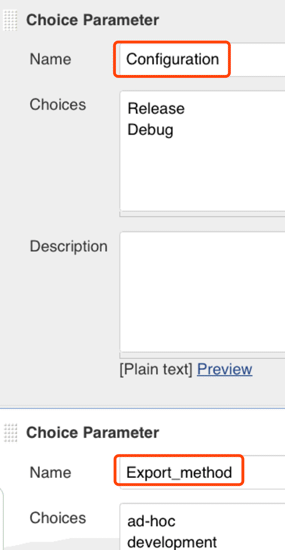 Choice Parameter
Name
Configuration
Choices
Release
Debug
Description
[Plain text] Preview
Choice Parameter
Name
Export_method
Choices
ad-hoc
development